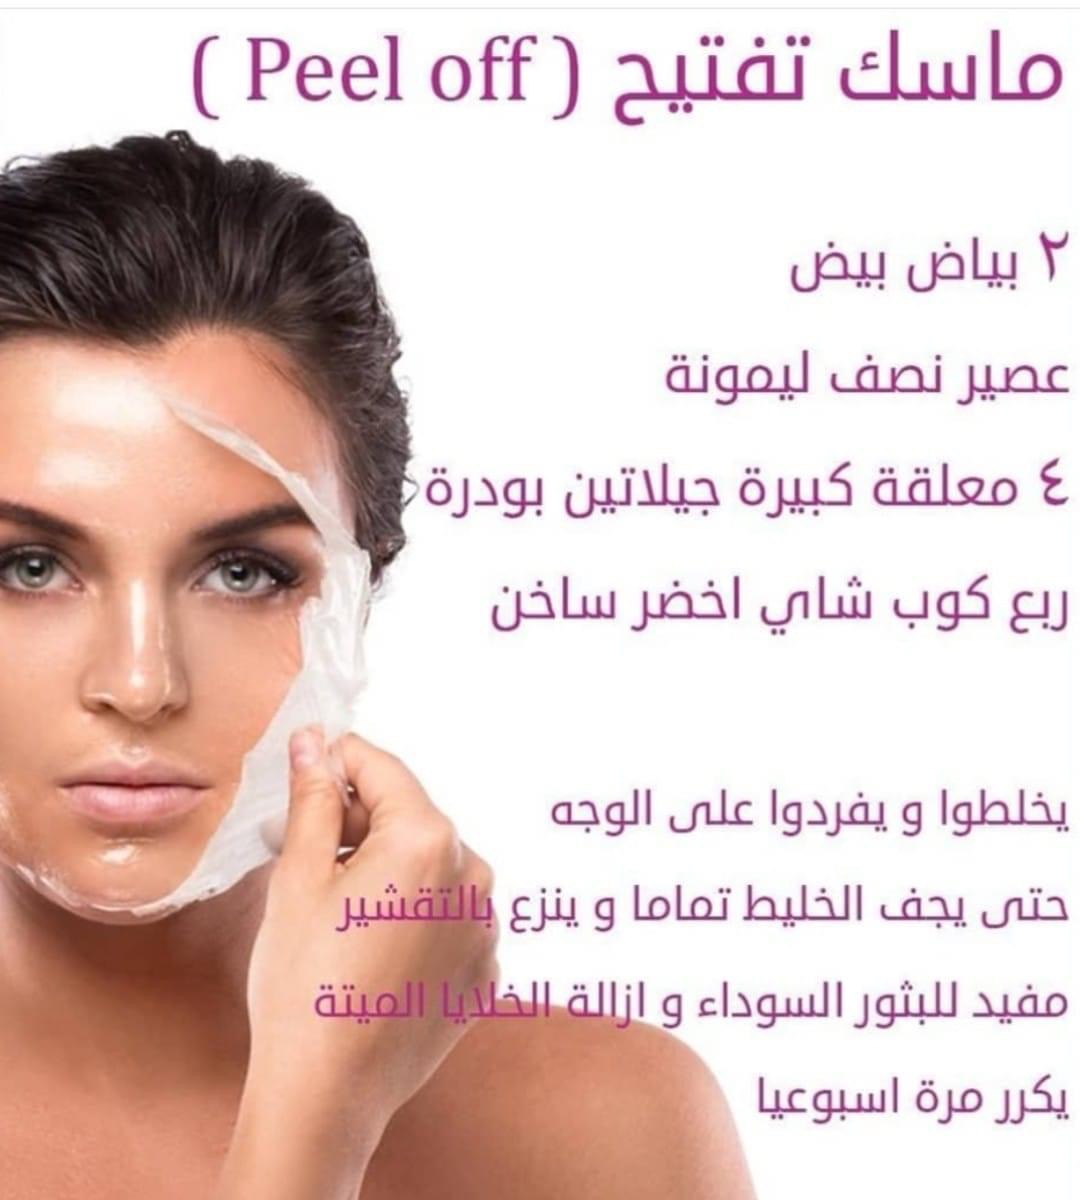 ماسك تفتيح ( Peel off )
٢ بياض بيض
عصير نصف ليمونة
٤ معلقة كبيرة جيلاتين بودرة
ربع كوب شاي اخضر ساخن
يخلطوا و يفردوا على الوجه
حتى يجف الخليط تماما و ينزع بالتقشير
مفيد للبثور السوداء و ازالة الخلايا الميتة
يكرر مرة اسبوعيا